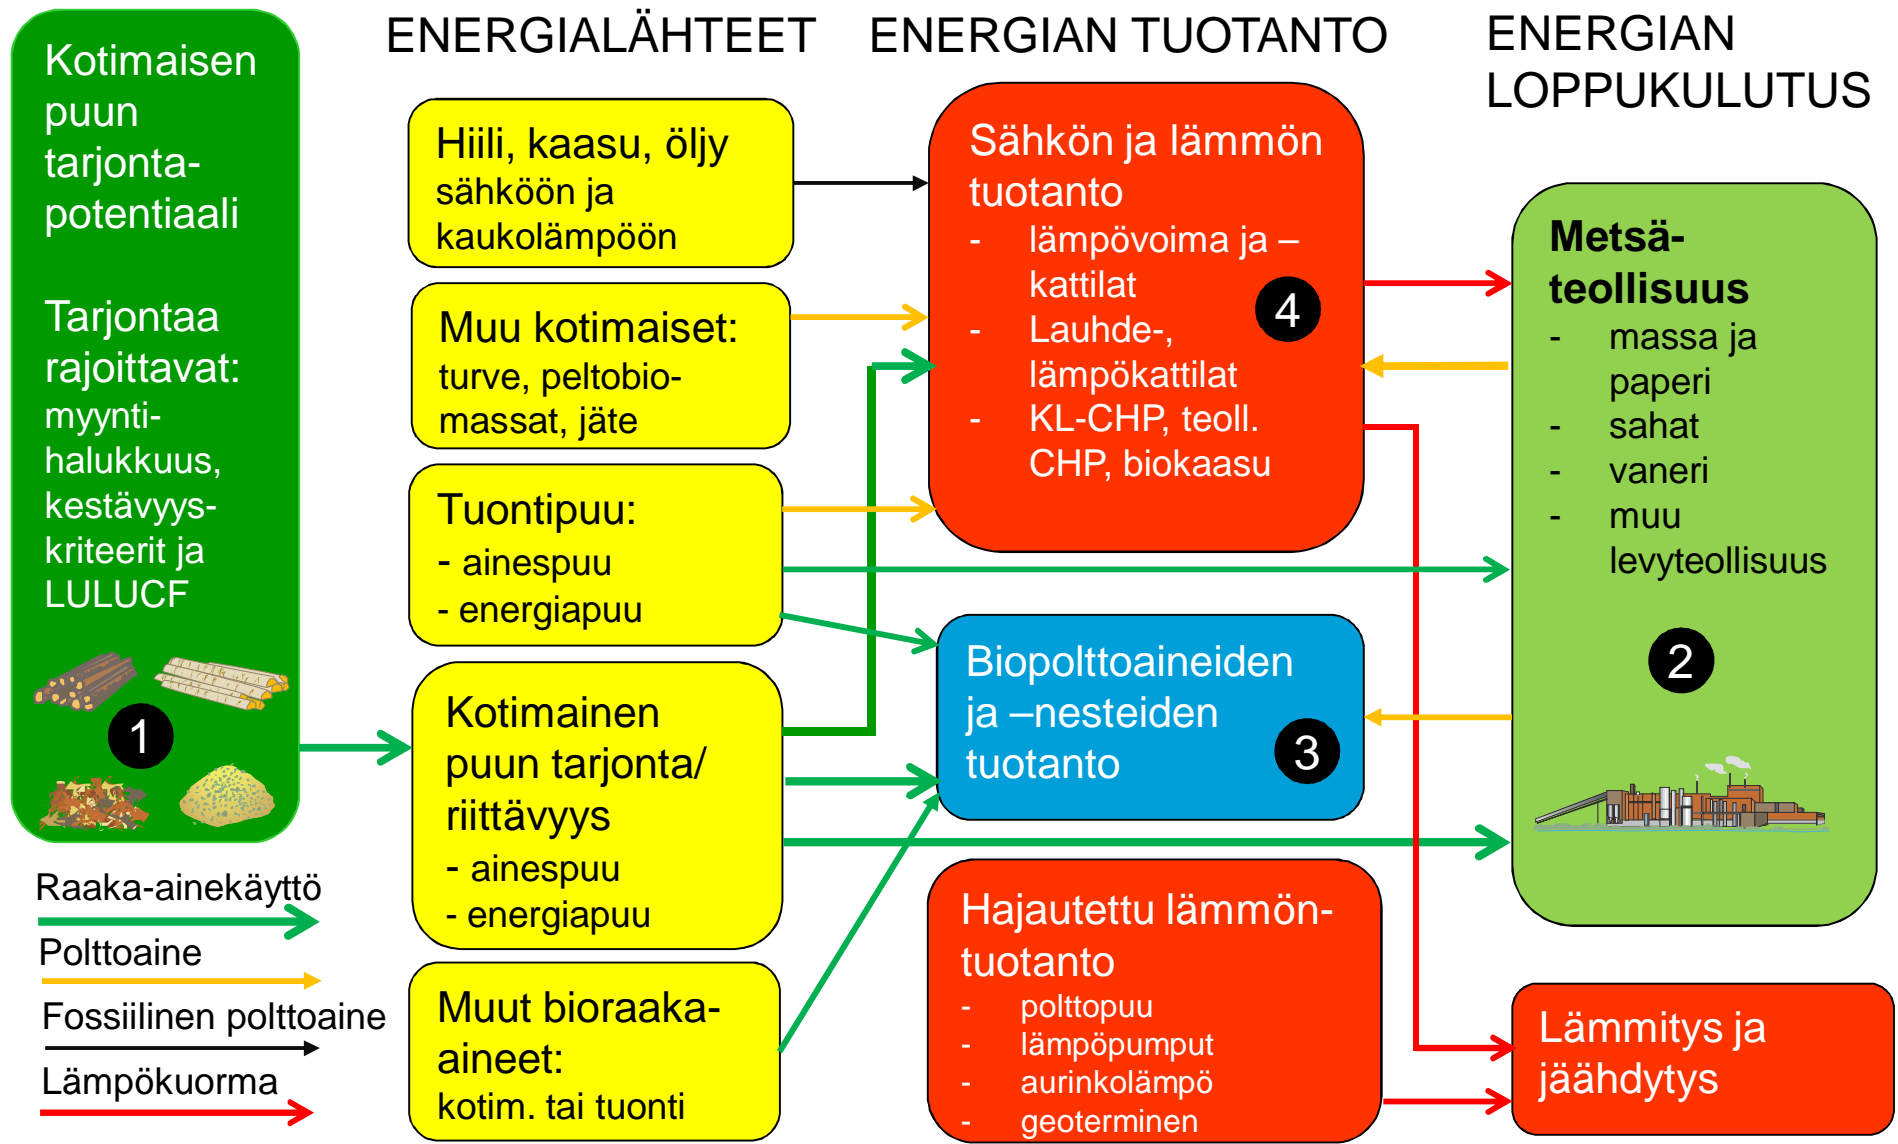 Kotimaisen
puun
tarjonta-
potentiaali
Tarjontaa
rajoittavat:
myynti-
halukkuus,
kestävyys-
kriteerit ja
LULUCF
1
Raaka-ainekäyttö
Polttoaine
Fossiilinen polttoaine
Lämpökuorma
ENERGIALÄHTEET
Hiili, kaasu, öljy
sähköön ja
kaukolämpöön
Muu kotimaiset:
turve, peltobio-
massat, jäte
Tuontipuu:
- ainespuu
- energiapuu
Kotimainen
puun tarjonta/
riittävyys
- ainespuu
- energiapuu
Muut bioraaka-
aineet:
kotim. tai tuonti
ENERGIAN TUOTANTO
Sähkön ja lämmön
tuotanto
- lämpövoima ja –
kattilat
- Lauhde-,
lämpökattilat
- KL-CHP, teoll.
CHP, biokaasu
4
Biopolttoaineiden
ja –nesteiden
tuotanto
3
Hajautettu lämmön-
tuotanto
- polttopuu
- lämpöpumput
- aurinkolämpö
- geoterminen
ENERGIAN
LOPPUKULUTUS
Metsä-
teollisuus
- massa ja
paperi
- sahat
- vaneri
- muu
levyteollisuus
2
Lämmitys ja
jäähdytys